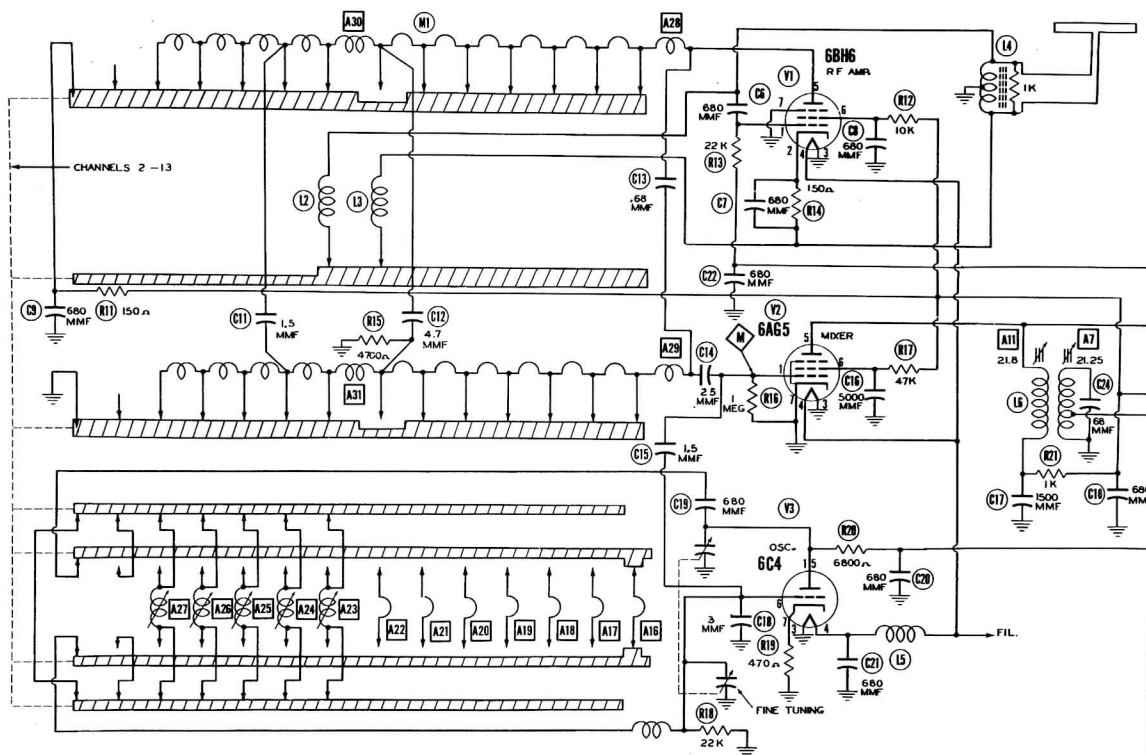 A30
M1
A28
L4
6BH6
RF AMP.
V1
C6
680
MMF
7
1
5
6
2
4
3
R12
10K
1K
C8
680
MMF
22K
R13
CHANNELS 2 -13
L2
L3
C13
.68
MMF
150Ω
C7
680
MMF
R14
C9
680
MMF
R11
150Ω
C22
680
MMF
C11
1.5
MMF
R15
4700Ω
C12
4.7
MMF
V2
6AG5
MIXER
M
5
1
6
7
4
3
A29
C14
25
MMF
1
MEG
R16
R17
47K
C16
5000
MMF
A11
21.8
A7
21.25
L6
C24
68
MMF
A31
C15
1.5
MMF
R21
1K
C17
1500
MMF
C10
680
C19
680
MMF
V3
OSC.
6C4
1
5
6
7
3
4
R20
6800Ω
680
MMF
C20
A27
A26
A25
A24
A23
A22
A21
A20
A19
A18
A17
A16
3
MMF
C18
R19
470Ω
L5
FIL.
C21
680
MMF
FINE TUNING
R18
22K